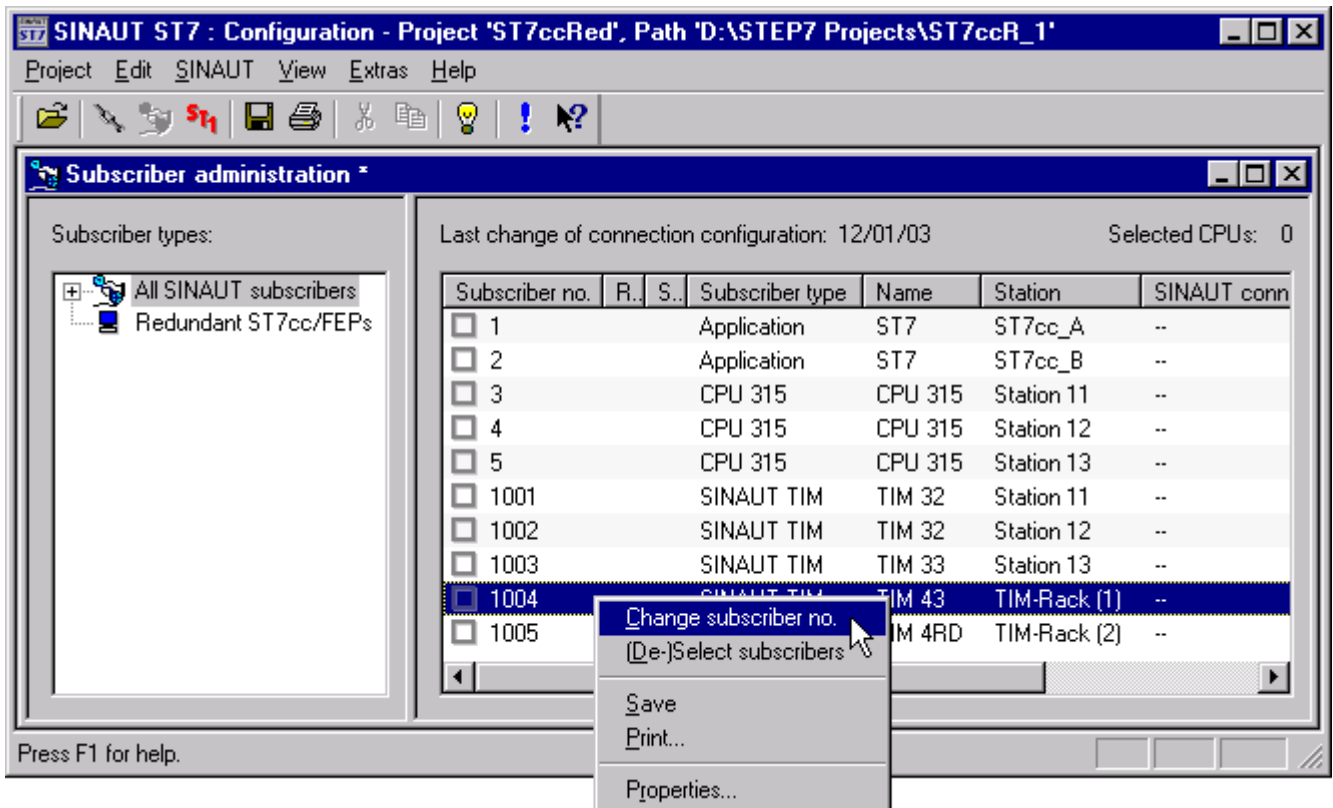 SINAUT ST7 : Configuration - Project 'ST7ccRed', Path 'D:\STEP7 Projects\ST7ccR_1'
Project Edit SINAUT View Extras Help
Subscriber administration *
Subscriber types:
All SINAUT subscribers
Redundant ST7cc/FEPs
Last change of connection configuration: 12/01/03 Selected CPUs: 0
Subscriber no. R.. S.. Subscriber type Name Station SINAUT conn
1 Application ST7 ST7cc_A --
2 Application ST7 ST7cc_B --
3 CPU 315 CPU 315 Station 11 --
4 CPU 315 CPU 315 Station 12 --
5 CPU 315 CPU 315 Station 13 --
1001 SINAUT TIM TIM 32 Station 11 --
1002 SINAUT TIM TIM 32 Station 12 --
1003 SINAUT TIM TIM 33 Station 13 --
1004 SINAUT TIM TIM 43 TIM-Rack (1) --
1005 IM 4RD TIM-Rack (2) --
Change subscriber no.
(De-)Select subscribers
Save
Print...
Properties...
Press F1 for help.